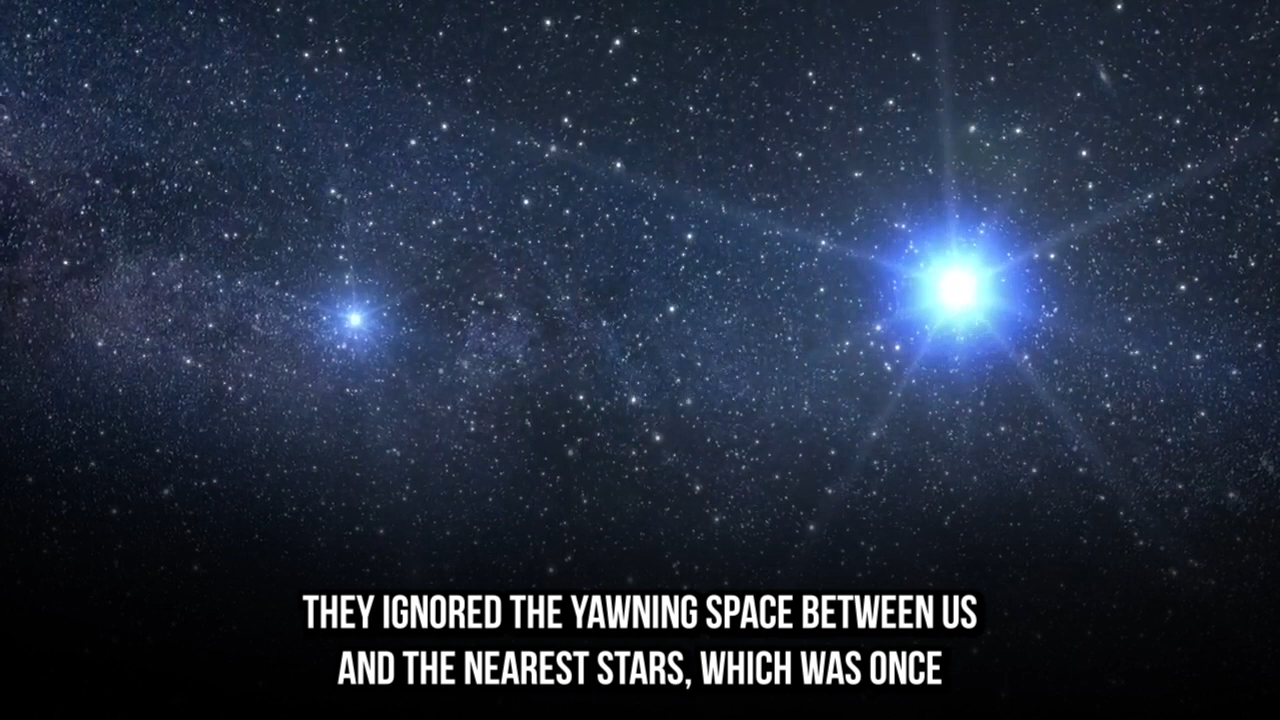 THEY IGNORED THE YAWNING SPACE BETWEEN US
AND THE NEAREST STARS, WHICH WAS ONCE